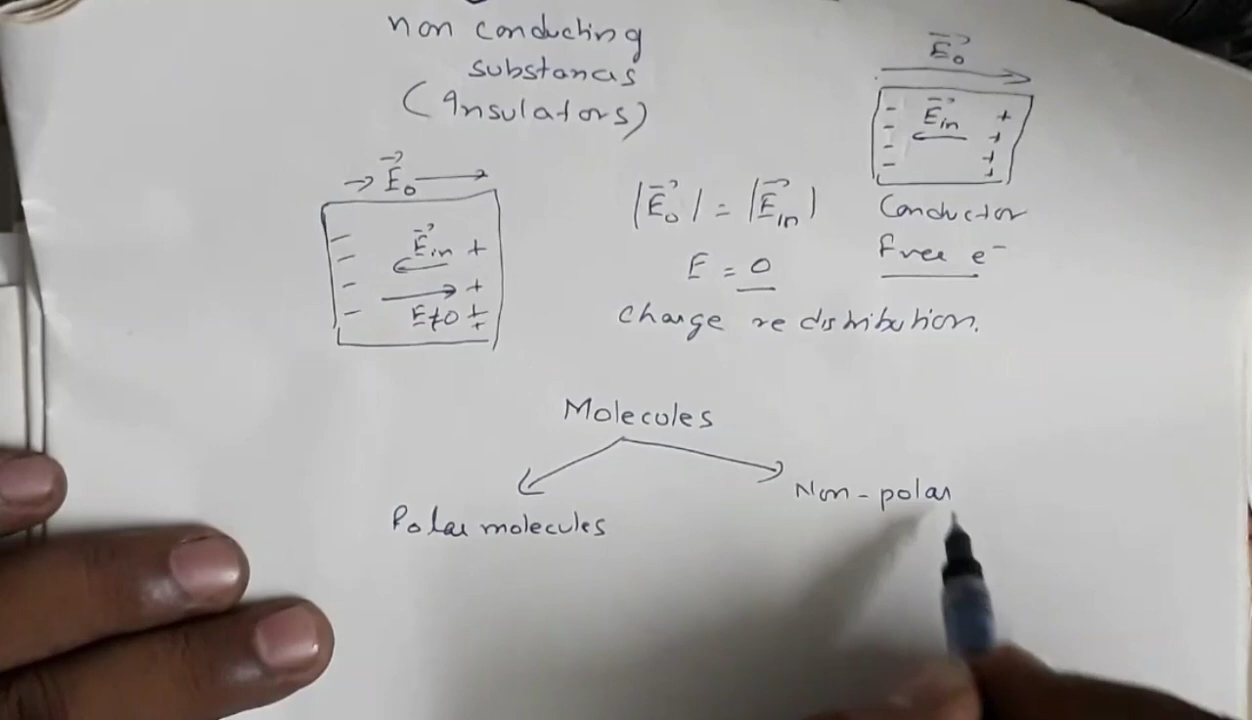 non conducting
substances
(Insulators)
E₀
- Ein +
-
-
- +
+
+
Conductor
Free e⁻
→ E₀
-
- Ein +
- +
- E≠0 +
+
|E₀| = |Ein|
E = 0
Charge redistribution.
Molecules
Polar molecules
Non-polar